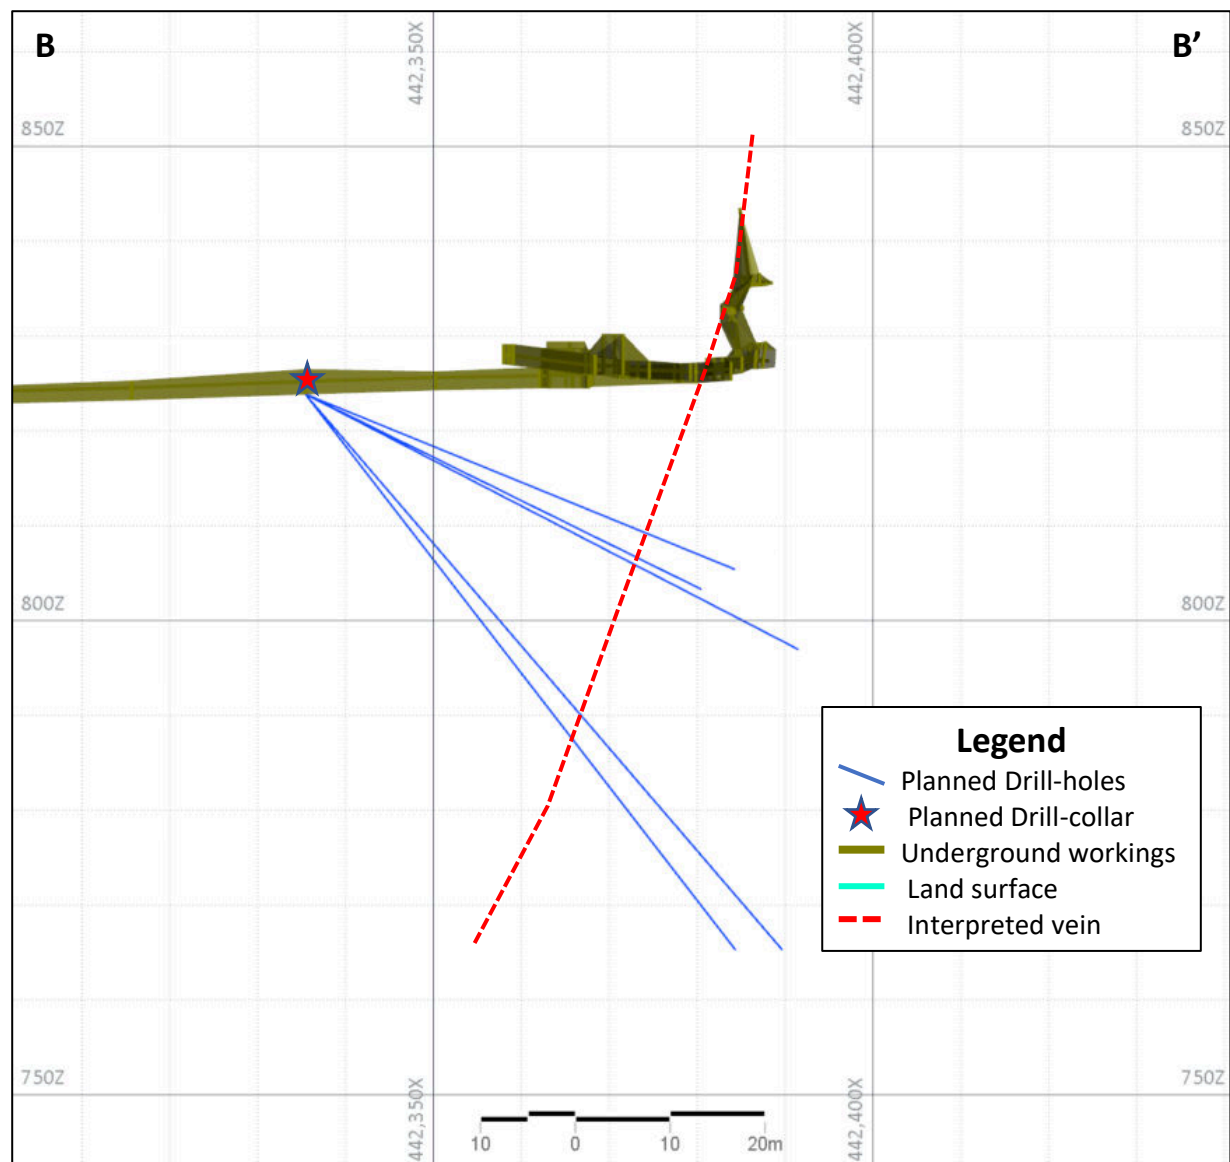 B
442,350X
442,400X
B’
850Z
850Z
800Z
800Z
Legend
Planned Drill-holes
Planned Drill-collar
Underground workings
Land surface
Interpreted vein
750Z
750Z
442,350X
442,400X
10 0 10 20m